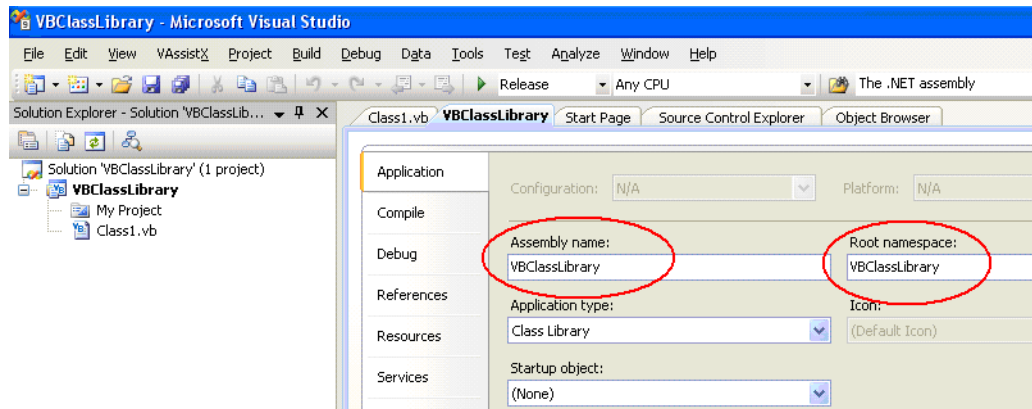 VBClassLibrary - Microsoft Visual Studio
File Edit View VAssistX Project Build Debug Data Tools Test Analyze Window Help
Release Any CPU The .NET assembly
Solution Explorer - Solution 'VBClassLib...
Class1.vb VBClassLibrary Start Page Source Control Explorer Object Browser
Solution 'VBClassLibrary' (1 project)
VBClassLibrary
My Project
Class1.vb
Application
Compile
Debug
References
Resources
Services
Configuration: N/A Platform: N/A
Assembly name: Root namespace:
VBClassLibrary VBClassLibrary
Application type: Icon:
Class Library (Default Icon)
Startup object:
(None)